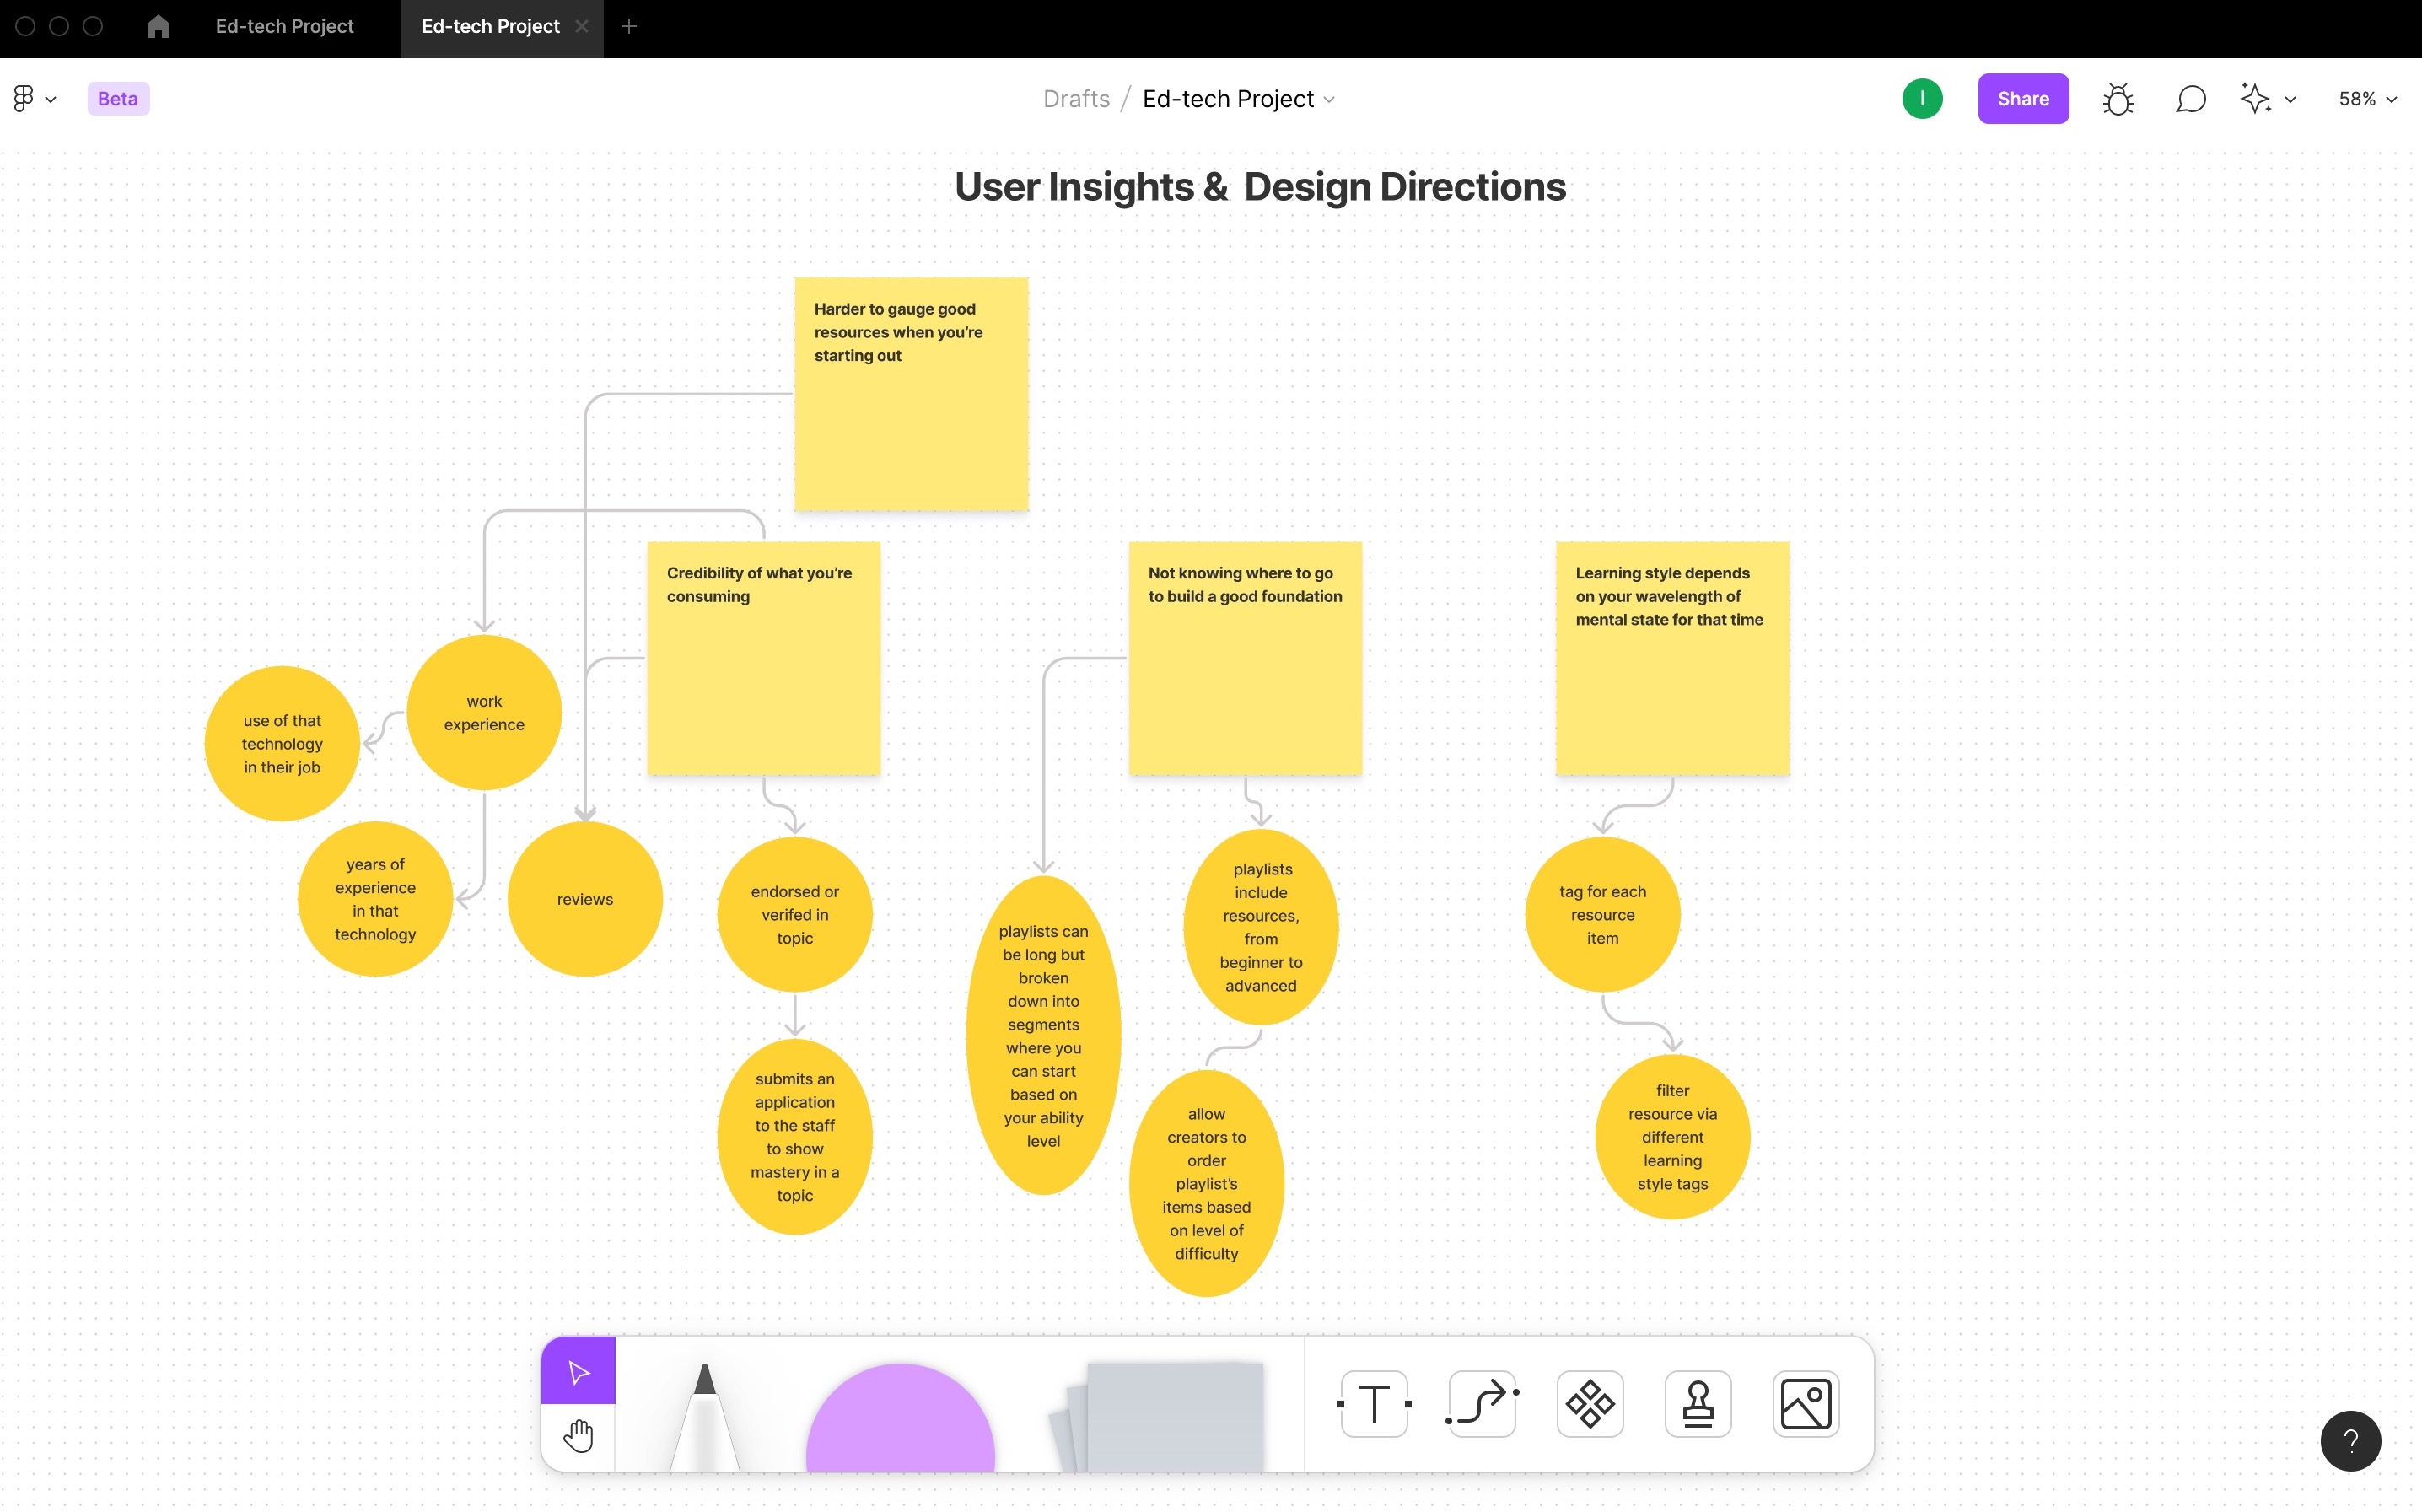 Ed-tech Project
Ed-tech Project
Beta
Drafts / Ed-tech Project
I
Share
58%
User Insights & Design Directions
Harder to gauge good
resources when you're
starting out
Credibility of what you're
consuming
Not knowing where to go
to build a good foundation
Learning style depends
on your wavelength of
mental state for that time
use of that
technology
in their job
work
experience
years of
experience
in that
technology
reviews
endorsed or
verifed in
topic
submits an
application
to the staff
to show
mastery in a
topic
playlists can
be long but
broken
down into
segments
where you
can start
based on
your ability
level
playlists
include
resources,
from
beginner to
advanced
allow
creators to
order
playlist's
items based
on level of
difficulty
tag for each
resource
item
filter
resource via
different
learning
style tags
T
?